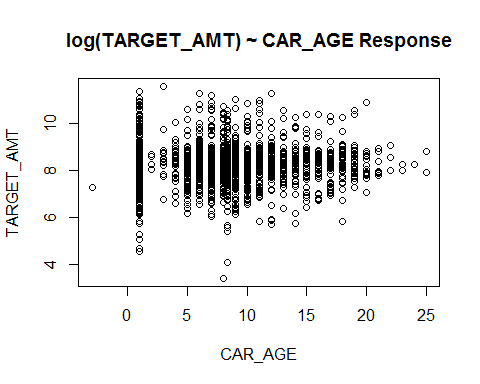 log(TARGET_AMT) ~ CAR_AGE Response
TARGET_AMT
10
8
6
4
0 5 10 15 20 25
CAR_AGE